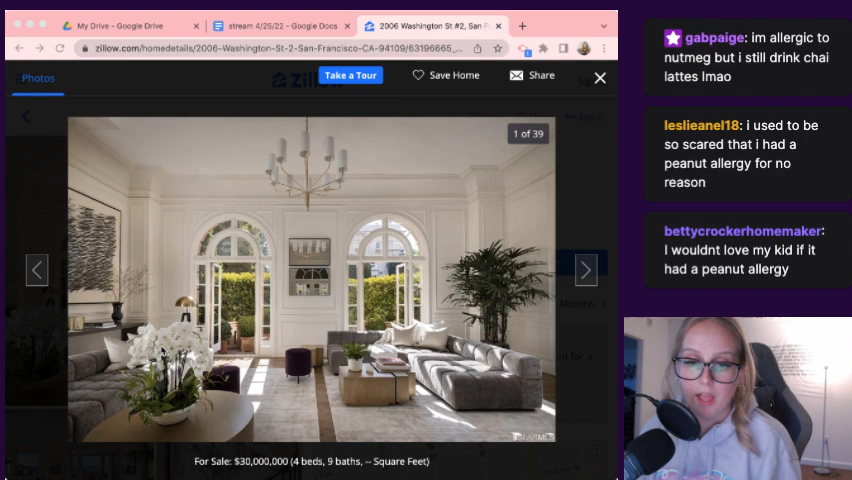 My Drive - Google Drive
stream 4/25/22 - Google Docs
2006 Washington St #2, San F
zillow.com/homedetails/2006-Washington-St-2-San-Francisco-CA-94109/63196665_...
Photos
Take a Tour
Save Home
Share
Zillow
More
1 of 39
For Sale: $30,000,000 (4 beds, 9 baths, -- Square Feet)
gabpaige: im allergic to
nutmeg but i still drink chai
lattes lmao
leslieanel18: i used to be
so scared that i had a
peanut allergy for no
reason
bettycrockerhomemaker:
I wouldnt love my kid if it
had a peanut allergy